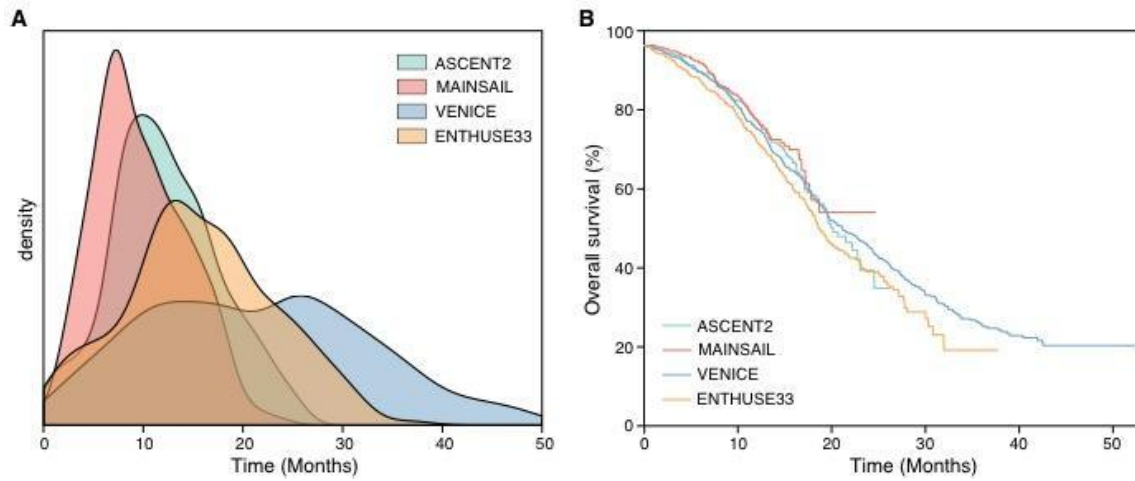 A
ASCENT2
MAINSAIL
VENICE
ENTHUSE33
density
0 10 20 30 40 50
Time (Months)
B
100
80
60
40
20
0
Overall survival (%)
ASCENT2
MAINSAIL
VENICE
ENTHUSE33
0 10 20 30 40 50
Time (Months)